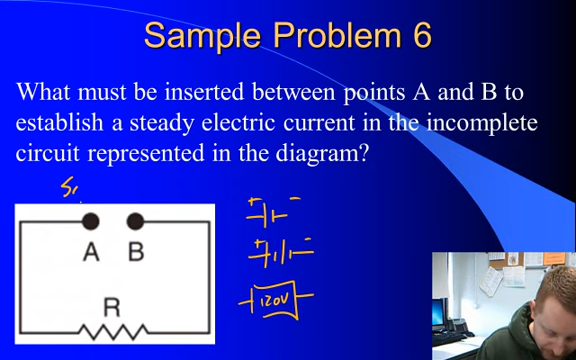 Sample Problem 6
What must be inserted between points A and B to
establish a steady electric current in the incomplete
circuit represented in the diagram?
A B
R
+ -
+ -
120V